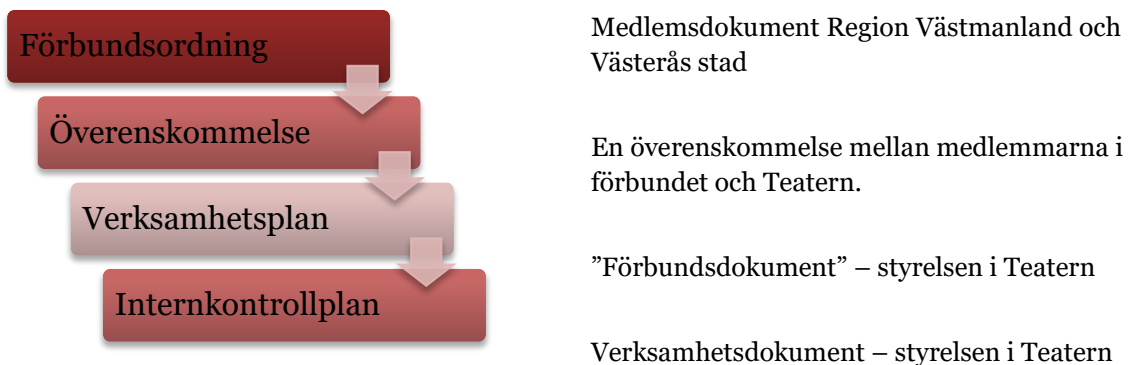 Förbundsordning
Medlemsdokument Region Västmanland och
Västerås stad
Överenskommelse
En överenskommelse mellan medlemmarna i
förbundet och Teatern.
Verksamhetsplan
”Förbundsdokument” – styrelsen i Teatern
Internkontrollplan
Verksamhetsdokument – styrelsen i Teatern